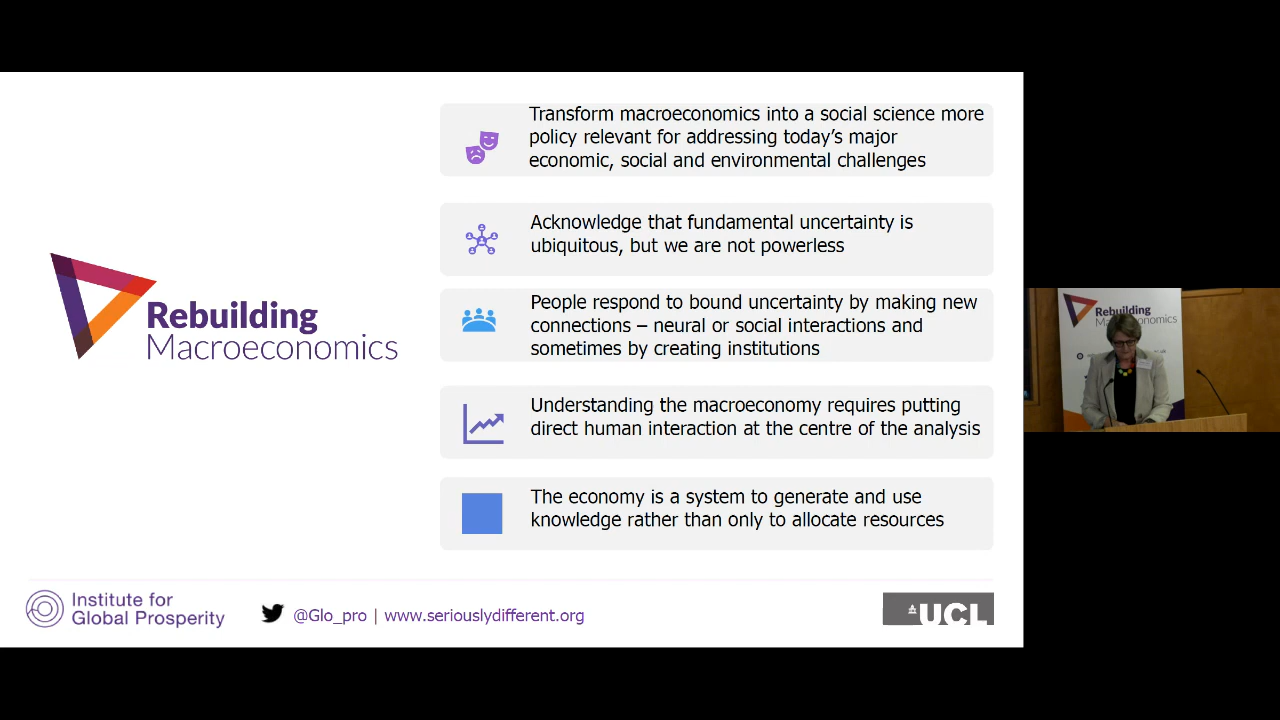 Transform macroeconomics into a social science more
policy relevant for addressing today's major
economic, social and environmental challenges
Acknowledge that fundamental uncertainty is
ubiquitous, but we are not powerless
People respond to bound uncertainty by making new
connections – neural or social interactions and
sometimes by creating institutions
Understanding the macroeconomy requires putting
direct human interaction at the centre of the analysis
The economy is a system to generate and use
knowledge rather than only to allocate resources
Rebuilding
Macroeconomics
Institute for
Global Prosperity
@Glo_pro | www.seriouslydifferent.org
UCL
Rebuilding
Macroeconomics